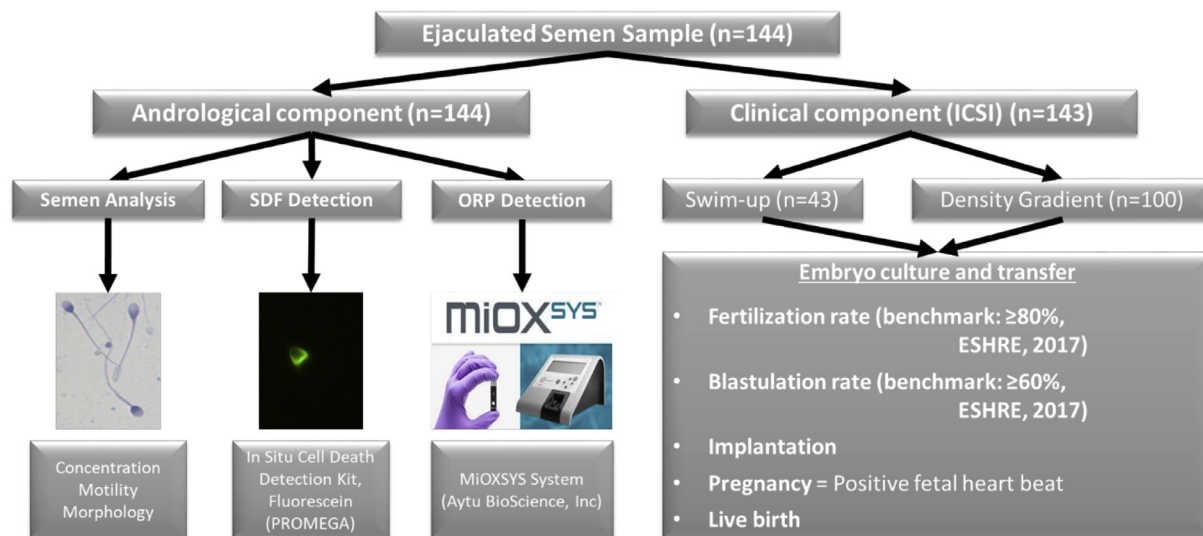 Ejaculated Semen Sample (n=144)
Andrological component (n=144)
Clinical component (ICSI) (n=143)
Semen Analysis
SDF Detection
ORP Detection
Swim-up (n=43)
Density Gradient (n=100)
MiOXSYS™
Concentration
Motility
Morphology
In Situ Cell Death
Detection Kit,
Fluorescein
(PROMEGA)
MiOXSYS System
(Aytu BioScience, Inc)
Embryo culture and transfer
• Fertilization rate (benchmark: ≥80%,
ESHRE, 2017)
• Blastulation rate (benchmark: ≥60%,
ESHRE, 2017)
• Implantation
• Pregnancy = Positive fetal heart beat
• Live birth